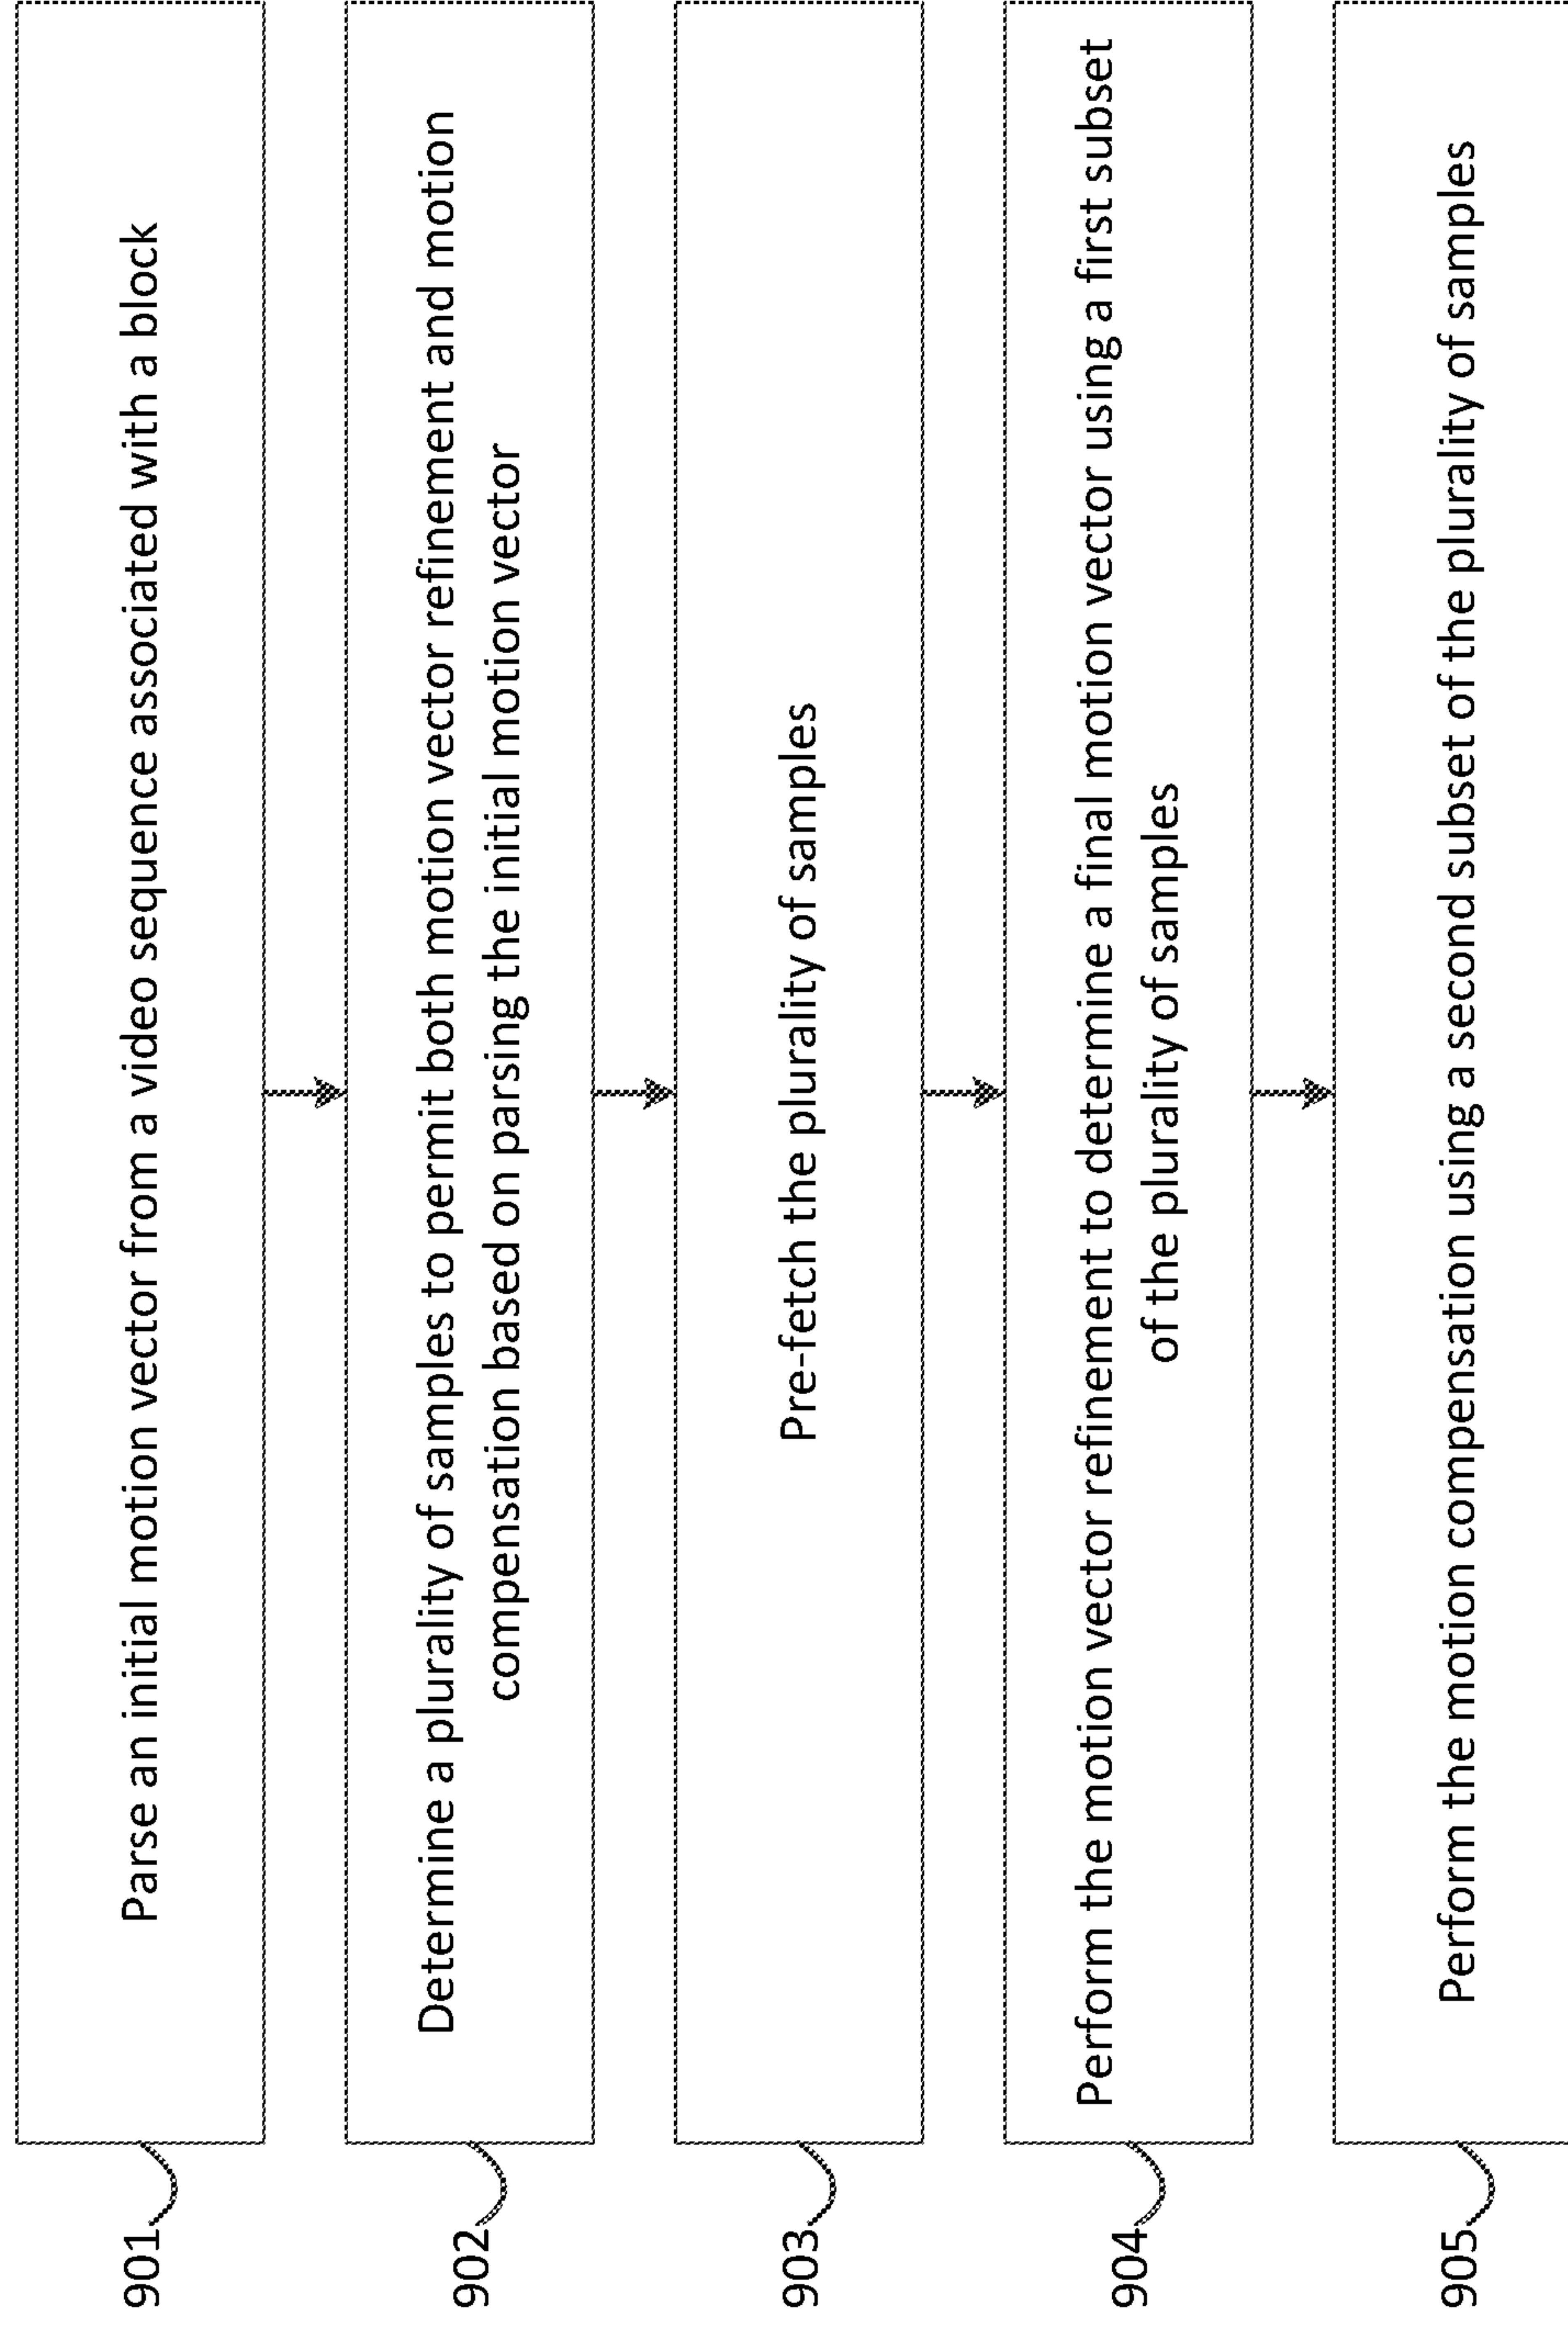 901
Parse an initial motion vector from a video sequence associated with a block
902
Determine a plurality of samples to permit both motion vector refinement and motion
compensation based on parsing the initial motion vector
903
Pre-fetch the plurality of samples
904
Perform the motion vector refinement to determine a final motion vector using a first subset
of the plurality of samples
905
Perform the motion compensation using a second subset of the plurality of samples